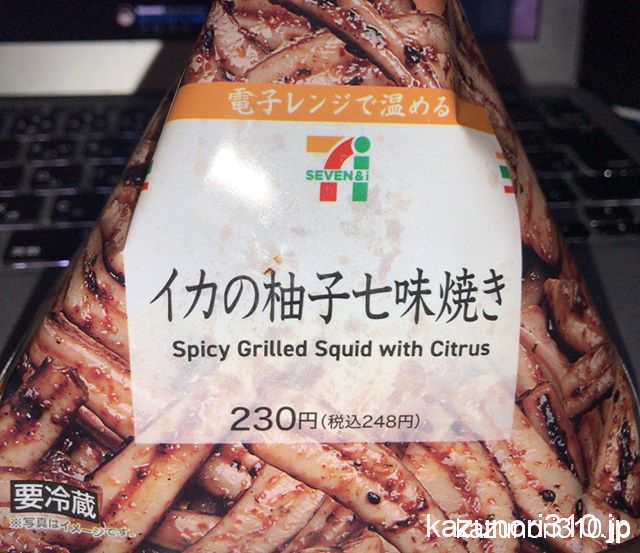 電子レンジで温める
SEVEN&i
イカの柚子七味焼き
Spicy Grilled Squid with Citrus
230円(税込248円)
要冷蔵
※写真はイメージです。
kazunori310.jp